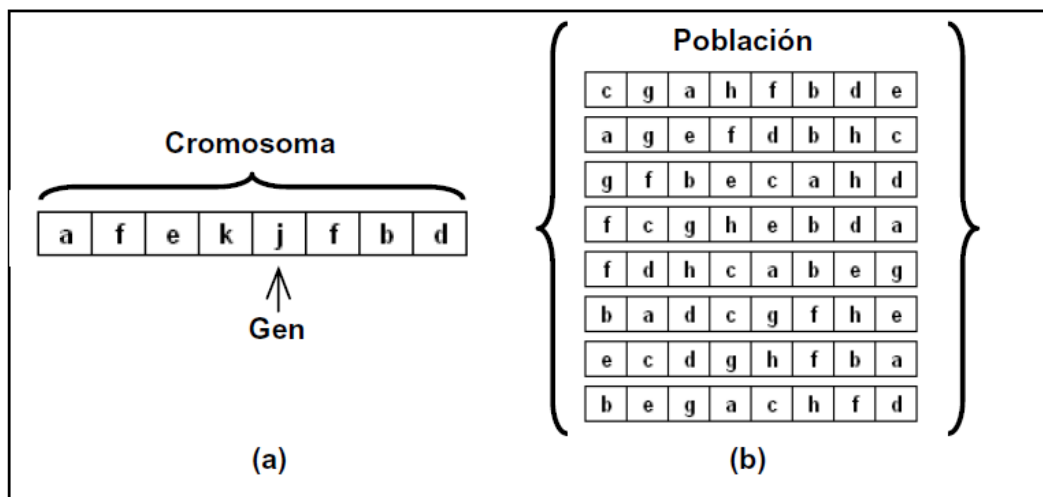 Cromosoma
a f e k j f b d
Gen
(a)
Población
c g a h f b d e
a g e f d b h c
g f b e c a h d
f c g h e b d a
f d h c a b e g
b a d c g f h e
e c d g h f b a
b e g a c h f d
(b)